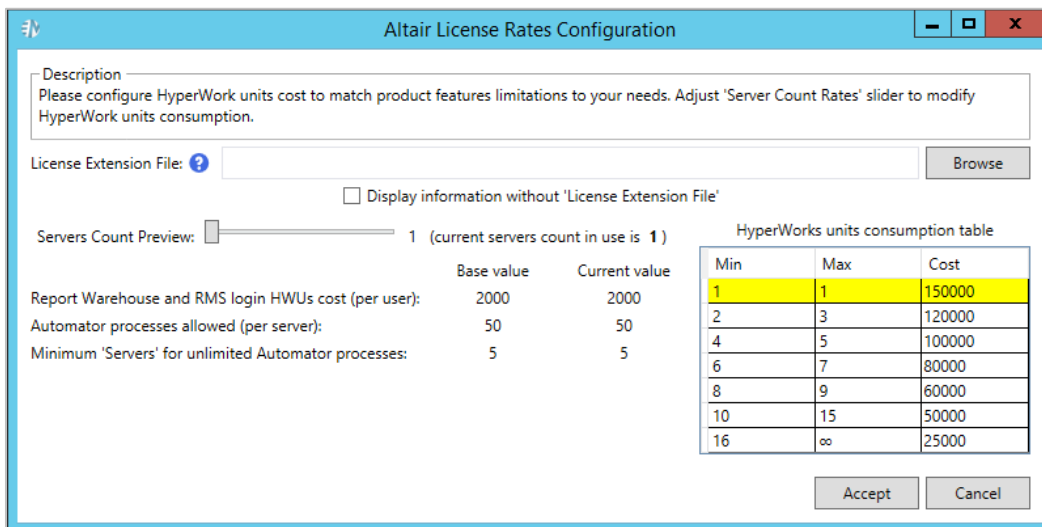 Altair License Rates Configuration
Description
Please configure HyperWork units cost to match product features limitations to your needs. Adjust 'Server Count Rates' slider to modify
HyperWork units consumption.
License Extension File: ?
Browse
Display information without 'License Extension File'
Servers Count Preview: 1 (current servers count in use is 1 )
HyperWorks units consumption table
Base value Current value
Report Warehouse and RMS login HWUs cost (per user): 2000 2000
Automator processes allowed (per server): 50 50
Minimum 'Servers' for unlimited Automator processes: 5 5
Min Max Cost
1 1 150000
2 3 120000
4 5 100000
6 7 80000
8 9 60000
10 15 50000
16 ∞ 25000
Accept Cancel